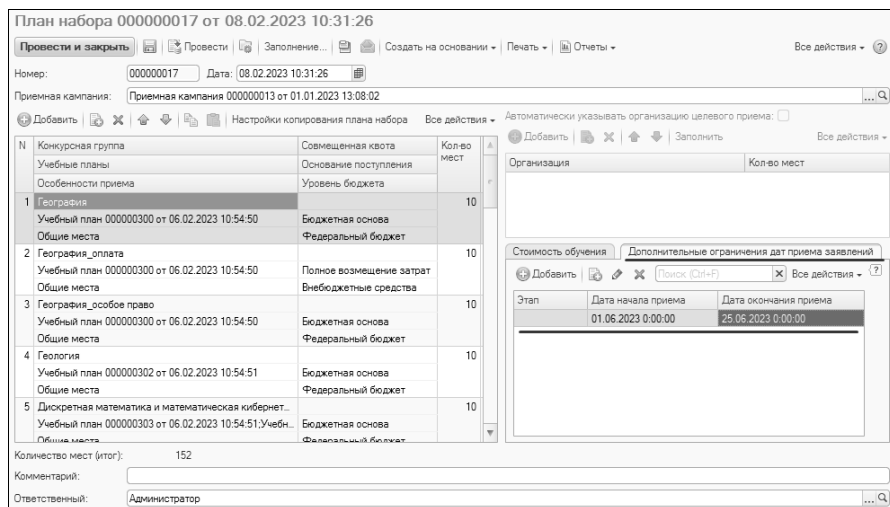 План набора 000000017 от 08.02.2023 10:31:26
Провести и закрыть Провести Заполнение... Создать на основании Печать Отчеты Все действия
Номер: 000000017 Дата: 08.02.2023 10:31:26
Приемная кампания: Приемная кампания 000000013 от 01.01.2023 13:08:02
Добавить Настройки копирования плана набора Все действия
N Конкурсная группа Совмещенная квота Кол-во мест
Учебные планы Основание поступления
Особенности приема Уровень бюджета
1 География 10
Учебный план 000000300 от 06.02.2023 10:54:50 Бюджетная основа
Общие места Федеральный бюджет
2 География_оплата 10
Учебный план 000000300 от 06.02.2023 10:54:50 Полное возмещение затрат
Общие места Внебюджетные средства
3 География_особое право 10
Учебный план 000000300 от 06.02.2023 10:54:50 Бюджетная основа
Общие места Федеральный бюджет
4 Геология 10
Учебный план 000000302 от 06.02.2023 10:54:51 Бюджетная основа
Общие места Федеральный бюджет
5 Дискретная математика и математическая кибернет... 10
Учебный план 000000303 от 06.02.2023 10:54:51;Учебн... Бюджетная основа
Общие места Федеральный бюджет
Автоматически указывать организацию целевого приема:
Добавить Заполнить Все действия
Организация Кол-во мест
Стоимость обучения Дополнительные ограничения дат приема заявлений
Добавить Поиск (Ctrl+F) Все действия ?
Этап Дата начала приема Дата окончания приема
01.06.2023 0:00:00 25.06.2023 0:00:00
Количество мест (итог): 152
Комментарий:
Ответственный: Администратор